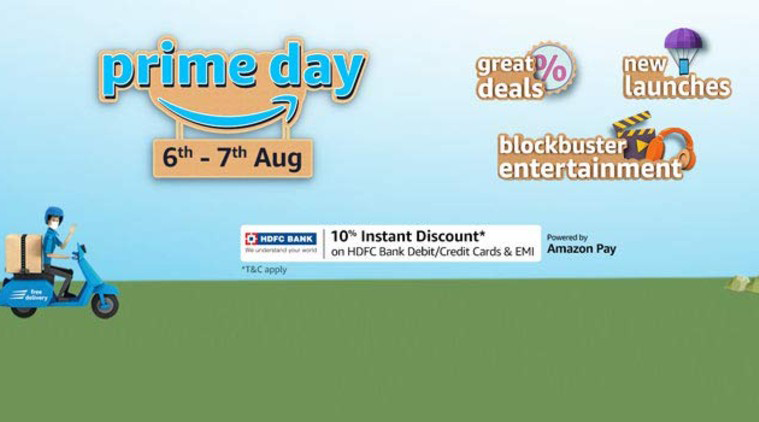 prime day
6th - 7th Aug
great
deals
%
new
launches
blockbuster
entertainment
HDFC BANK
We understand your world
10% Instant Discount*
on HDFC Bank Debit/Credit Cards & EMI
Powered by
Amazon Pay
*T&C apply
free
delivery